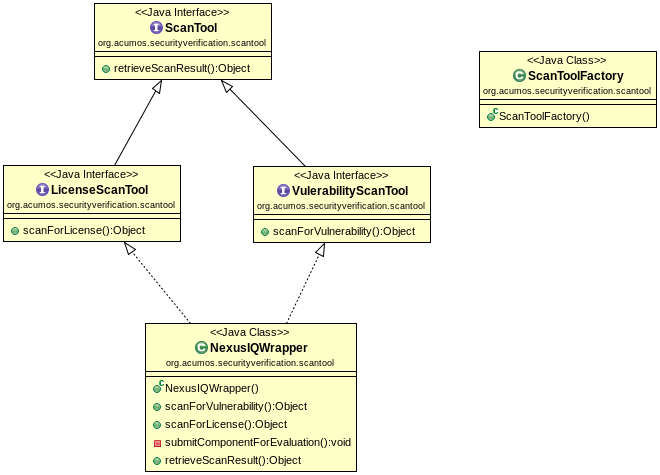 <<Java Interface>>
ScanTool
org.acumos.securityverification.scantool
retrieveScanResult():Object
<<Java Class>>
ScanToolFactory
org.acumos.securityverification.scantool
ScanToolFactory()
<<Java Interface>>
LicenseScanTool
org.acumos.securityverification.scantool
scanForLicense():Object
<<Java Interface>>
VulerabilityScanTool
org.acumos.securityverification.scantool
scanForVulnerability():Object
<<Java Class>>
NexusIQWrapper
org.acumos.securityverification.scantool
NexusIQWrapper()
scanForVulnerability():Object
scanForLicense():Object
submitComponentForEvaluation():void
retrieveScanResult():Object